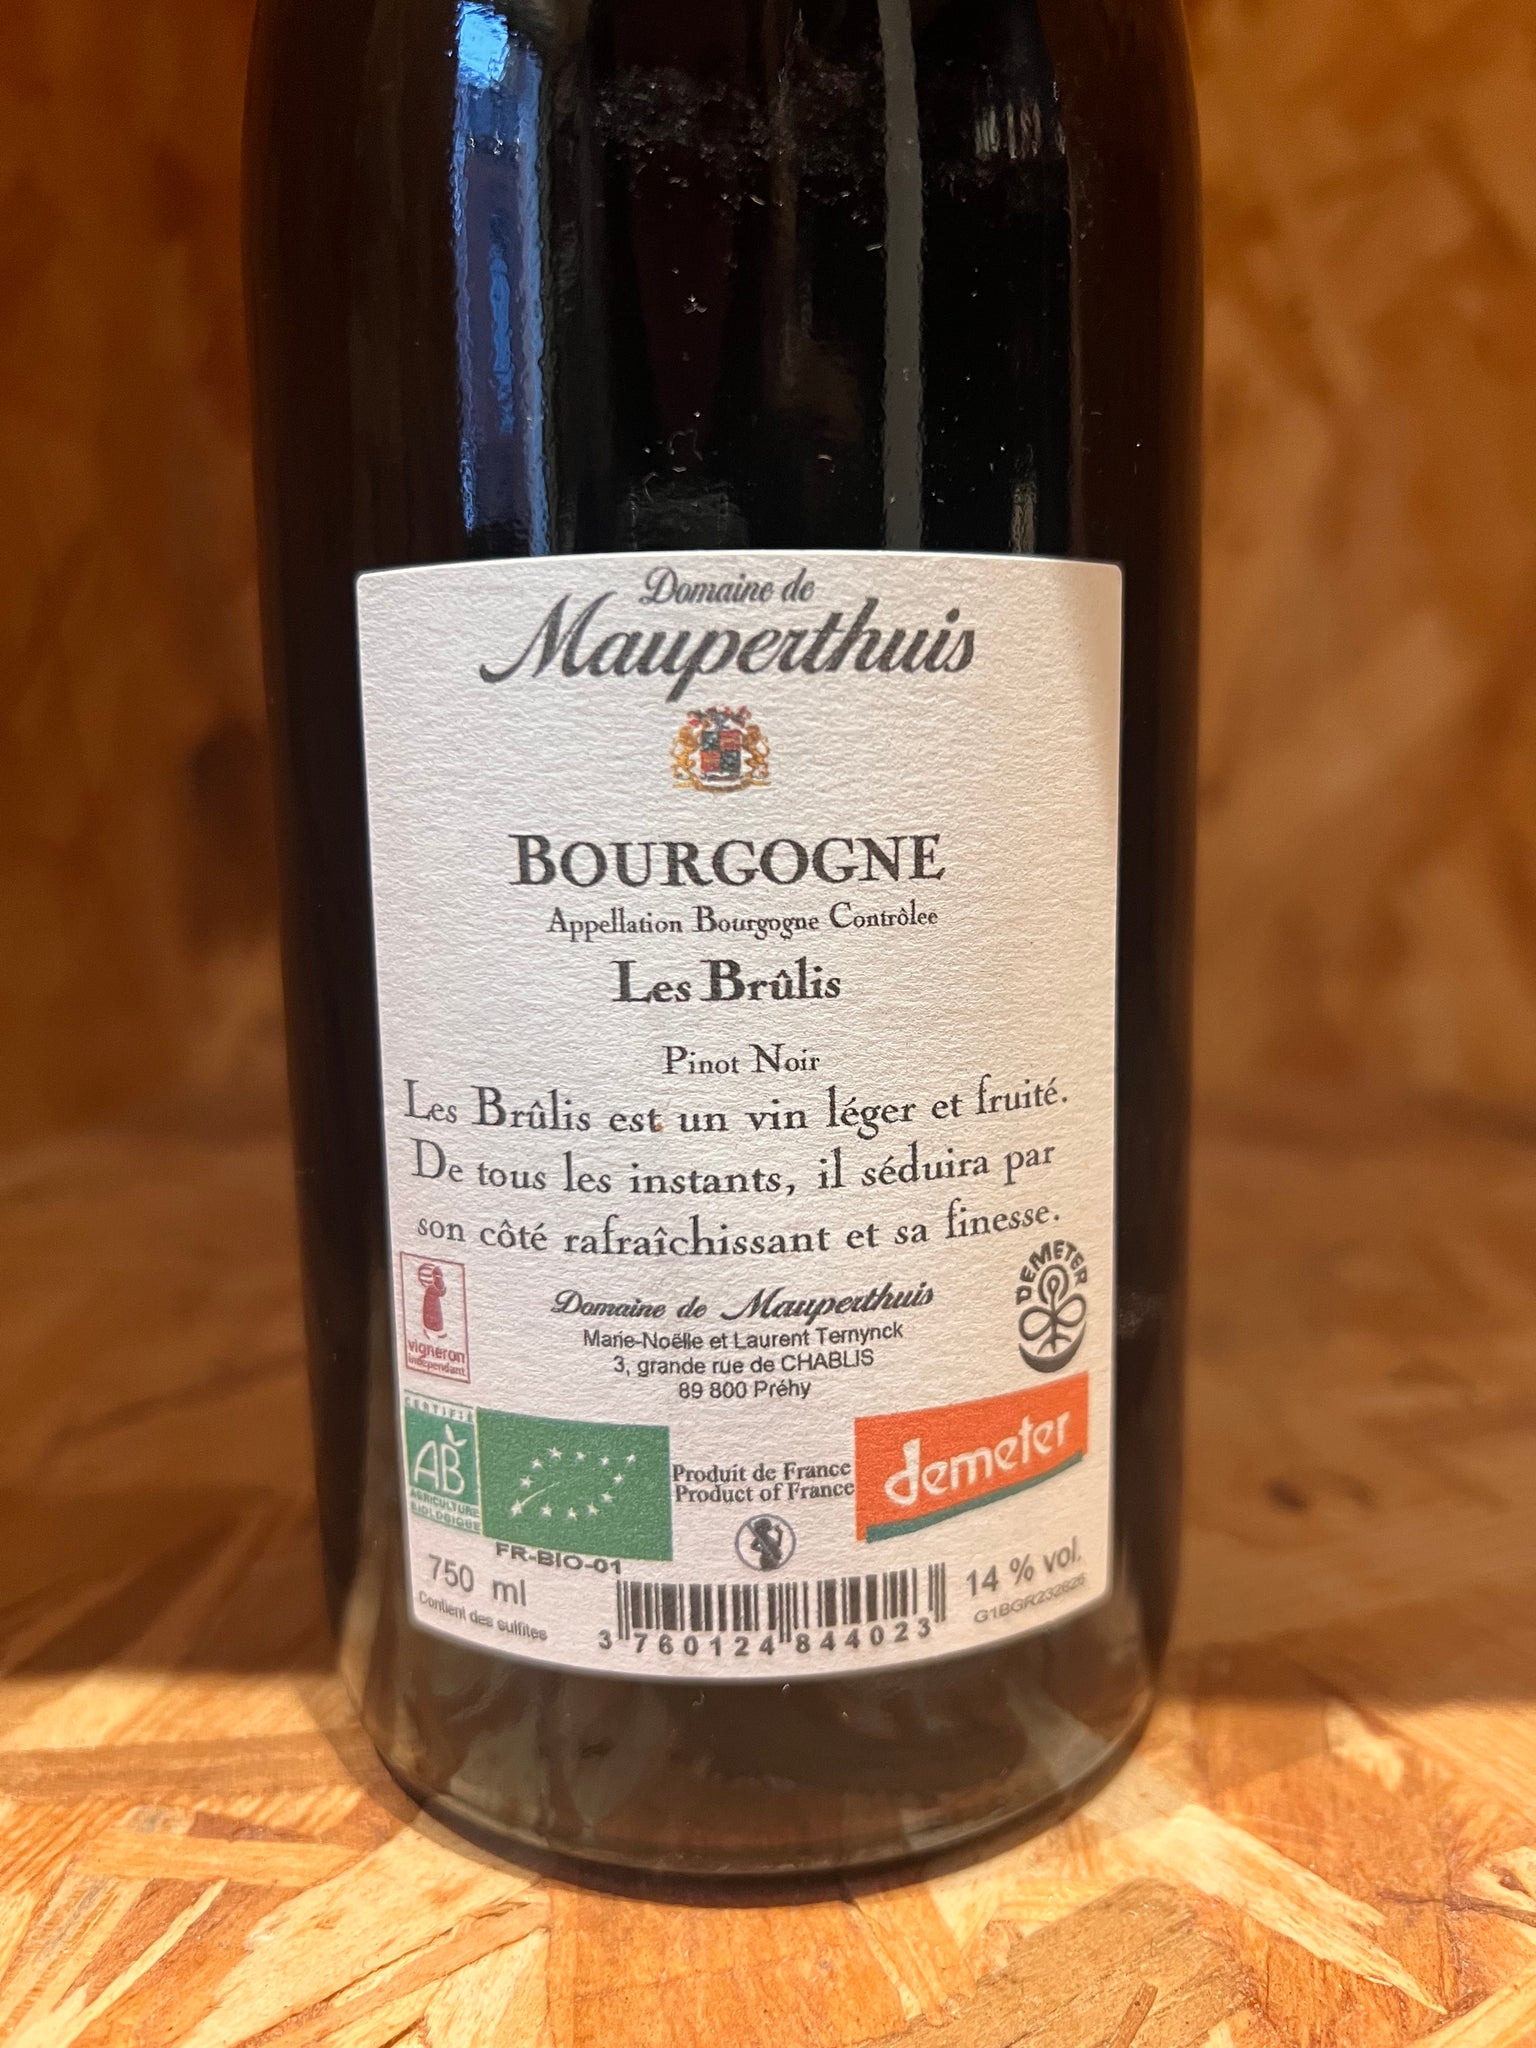 Domaine de
Mauperthuis
BOURGOGNE
Appellation Bourgogne Contrôlee
Les Brûlis
Pinot Noir
Les Brûlis est un vin léger et fruité.
De tous les instants, il séduira par
son côté rafraîchissant et sa finesse.
vigneron
indépendant
DEMETER
Domaine de Mauperthuis
Marie-Noëlle et Laurent Ternynck
3, grande rue de CHABLIS
89 800 Préhy
CERTIFIÉ
AB
AGRICULTURE
BIOLOGIQUE
Produit de France
Product of France
demeter
FR-BIO-01
750 ml
Contient des sulfites
3 760124 844023
14 % vol.
G1BGR232625